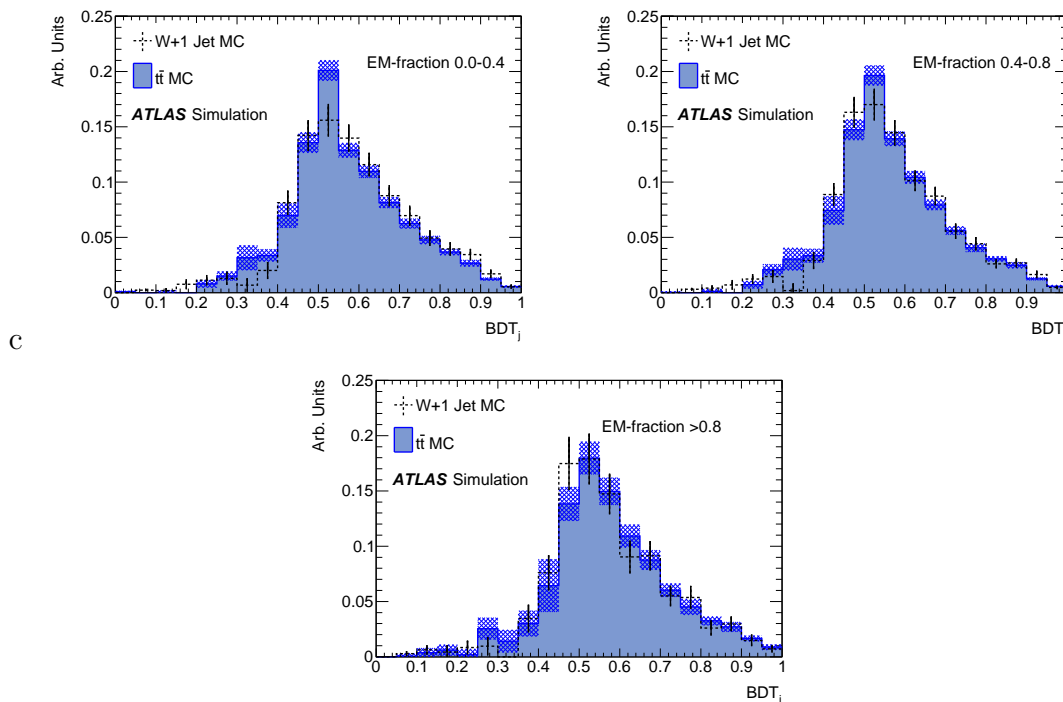 Arb. Units
0.25
0.2
0.15
0.1
0.05
0
W+1 Jet MC
tt̄ MC
ATLAS Simulation
EM-fraction 0.0-0.4
0 0.1 0.2 0.3 0.4 0.5 0.6 0.7 0.8 0.9 1
BDTj
Arb. Units
0.25
0.2
0.15
0.1
0.05
0
W+1 Jet MC
tt̄ MC
ATLAS Simulation
EM-fraction 0.4-0.8
0 0.1 0.2 0.3 0.4 0.5 0.6 0.7 0.8 0.9
BDT
c
Arb. Units
0.25
0.2
0.15
0.1
0.05
0
W+1 Jet MC
tt̄ MC
ATLAS Simulation
EM-fraction >0.8
0 0.1 0.2 0.3 0.4 0.5 0.6 0.7 0.8 0.9 1
BDTj